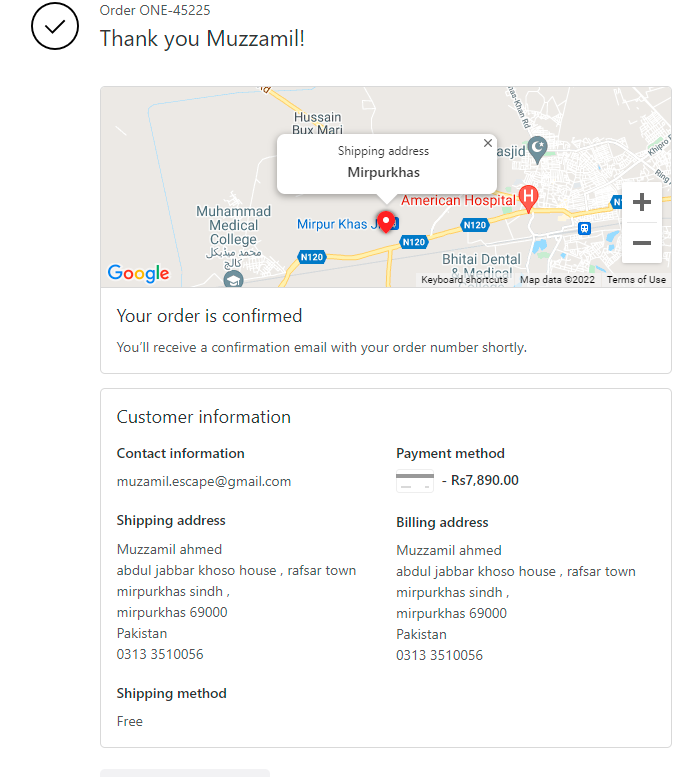 Order ONE-45225
Thank you Muzzamil!
Hussain
Bux Mari
Shipping address
Mirpurkhas
American Hospital
Muhammad
Medical
College
محمد میڈیکل
کالج
Mirpur Khas J
N120
N120
N120
Bhitai Dental
& Medical
Google
Keyboard shortcuts
Map data ©2022
Terms of Use
Your order is confirmed
You'll receive a confirmation email with your order number shortly.
Customer information
Contact information
muzamil.escape@gmail.com
Payment method
- Rs7,890.00
Shipping address
Muzzamil ahmed
abdul jabbar khoso house , rafsar town
mirpurkhas sindh ,
mirpurkhas 69000
Pakistan
0313 3510056
Billing address
Muzzamil ahmed
abdul jabbar khoso house , rafsar town
mirpurkhas sindh ,
mirpurkhas 69000
Pakistan
0313 3510056
Shipping method
Free